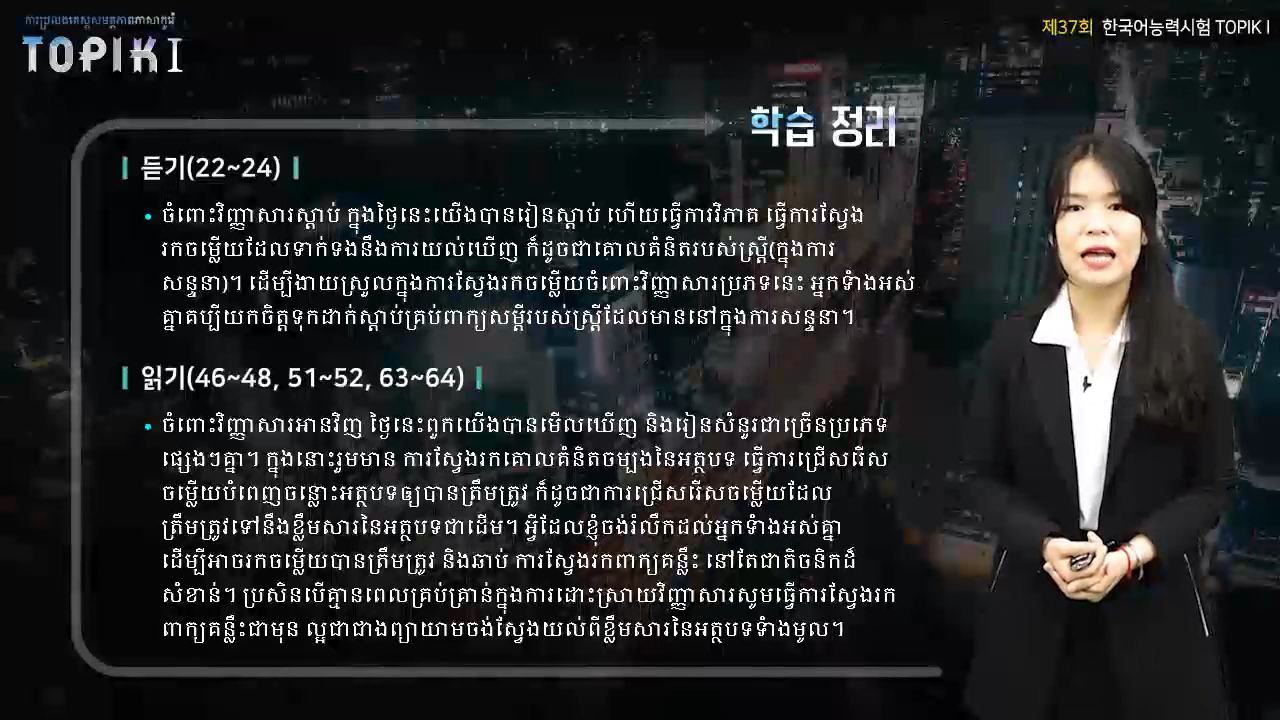 ការប្រលងតេស្តសមត្ថភាពភាសាកូរ៉េ
TOPIK I
제37회 한국어능력시험 TOPIK I
학습 정리
듣기(22~24)
• ចំពោះវិញ្ញាសារស្តាប់ ក្នុងថ្ងៃនេះយើងបានរៀនស្តាប់ ហើយធ្វើការវិភាគ ធ្វើការស្វែង
រកចម្លើយដែលទាក់ទងនឹងការយល់ឃើញ ក៏ដូចជាគោលគំនិតរបស់ស្ត្រី(ក្នុងការ
សន្ទនា)។ ដើម្បីងាយស្រួលក្នុងការស្វែងរកចម្លើយចំពោះវិញ្ញាសារប្រភទនេះ អ្នកទំាងអស់
គ្នាគប្បីយកចិត្តទុកដាក់ស្តាប់គ្រប់ពាក្យសម្តីរបស់ស្ត្រីដែលមាននៅក្នុងការសន្ទនា។
읽기(46~48, 51~52, 63~64)
• ចំពោះវិញ្ញាសារអានវិញ ថ្ងៃនេះពួកយើងបានមើលឃើញ និងរៀនសំនួរជាច្រើនប្រភេទ
ផ្សេងៗគ្នា។ ក្នុងនោះរួមមាន ការស្វែងរកគោលគំនិតចម្បងនៃអត្ថបទ ធ្វើការជ្រើសរើស
ចម្លើយបំពេញចន្លោះអត្ថបទឲ្យបានត្រឹមត្រូវ ក៏ដូចជាការជ្រើសរើសចម្លើយដែល
ត្រឹមត្រូវទៅនឹងខ្លឹមសារនៃអត្ថបទជាដើម។ អ្វីដែលខ្ញុំចង់រំលឹកដល់អ្នកទំាងអស់គ្នា
ដើម្បីអាចរកចម្លើយបានត្រឹមត្រូវ និងឆាប់ ការស្វែងរកពាក្យគន្លឹះ នៅតែជាតិចនិកដ៏
សំខាន់។ ប្រសិនបើគ្មានពេលគ្រប់គ្រាន់ក្នុងការដោះស្រាយវិញ្ញាសារសូមធ្វើការស្វែងរក
ពាក្យគន្លឹះជាមុន ល្អជាជាងព្យាយាមចង់ស្វែងយល់ពីខ្លឹមសារនៃអត្ថបទទំាងមូល។